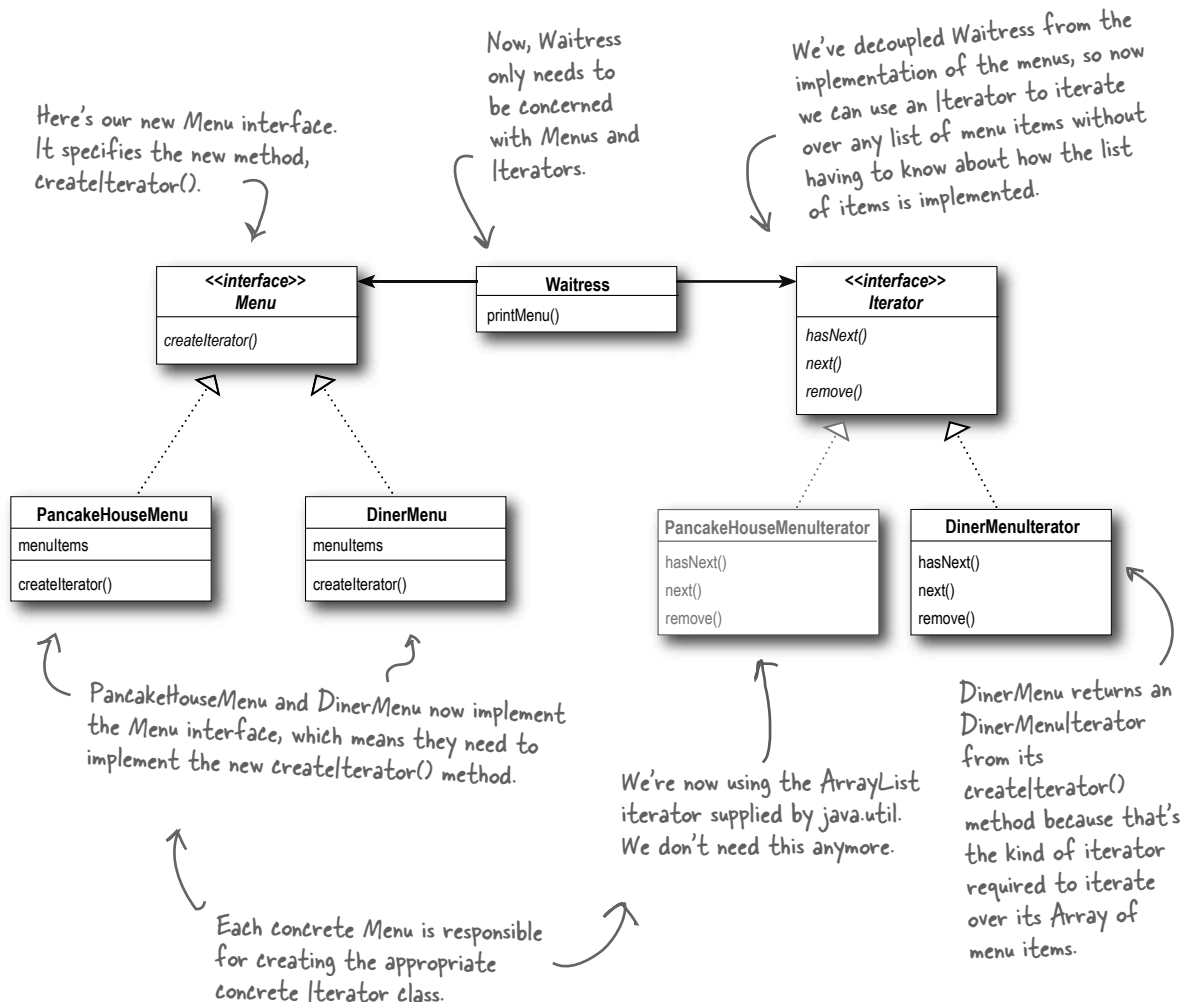 Here's our new Menu interface.
It specifies the new method,
createIterator().
Now, Waitress
only needs to
be concerned
with Menus and
Iterators.
We've decoupled Waitress from the
implementation of the menus, so now
we can use an Iterator to iterate
over any list of menu items without
having to know about how the list
of items is implemented.
<<interface>>
Menu
createIterator()
Waitress
printMenu()
<<interface>>
Iterator
hasNext()
next()
remove()
PancakeHouseMenu
menuItems
createIterator()
DinerMenu
menuItems
createIterator()
PancakeHouseMenuIterator
hasNext()
next()
remove()
DinerMenuIterator
hasNext()
next()
remove()
PancakeHouseMenu and DinerMenu now implement
the Menu interface, which means they need to
implement the new createIterator() method.
We're now using the ArrayList
iterator supplied by java.util.
We don't need this anymore.
DinerMenu returns an
DinerMenuIterator
from its
createIterator()
method because that's
the kind of iterator
required to iterate
over its Array of
menu items.
Each concrete Menu is responsible
for creating the appropriate
concrete Iterator class.